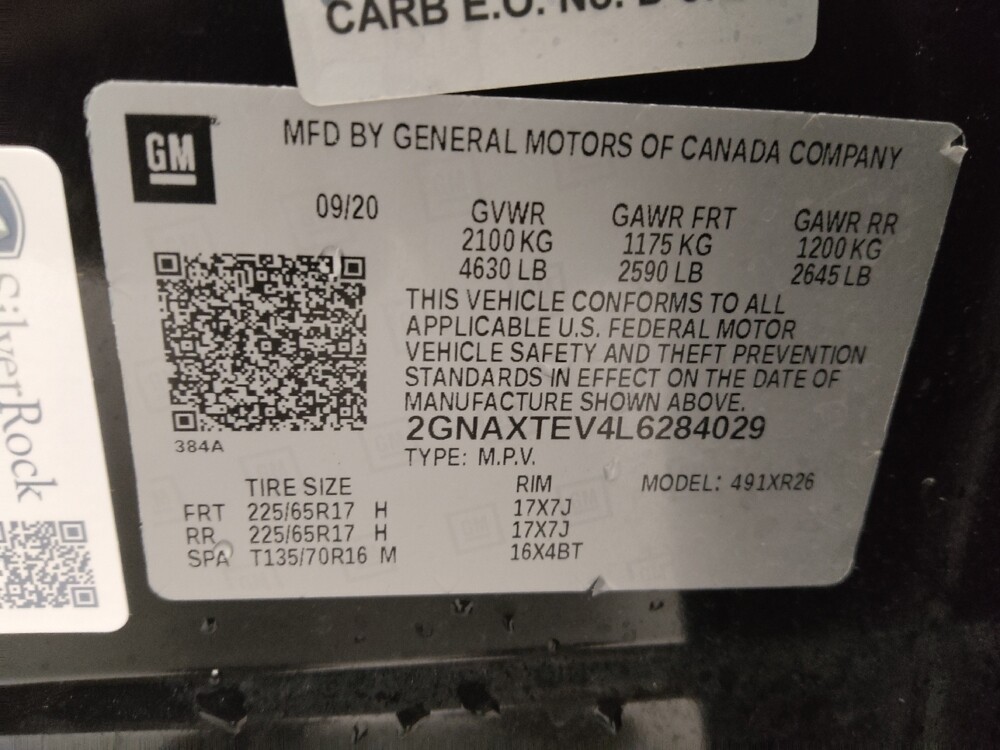 CARB E.O. No. D
GM
MFD BY GENERAL MOTORS OF CANADA COMPANY
09/20
GVWR GAWR FRT GAWR RR
2100 KG 1175 KG 1200 KG
4630 LB 2590 LB 2645 LB
THIS VEHICLE CONFORMS TO ALL
APPLICABLE U.S. FEDERAL MOTOR
VEHICLE SAFETY AND THEFT PREVENTION
STANDARDS IN EFFECT ON THE DATE OF
MANUFACTURE SHOWN ABOVE.
2GNAXTEV4L6284029
384A
TYPE: M.P.V.
TIRE SIZE RIM MODEL: 491XR26
FRT 225/65R17 H 17X7J
RR 225/65R17 H 17X7J
SPA T135/70R16 M 16X4BT
SilverRock